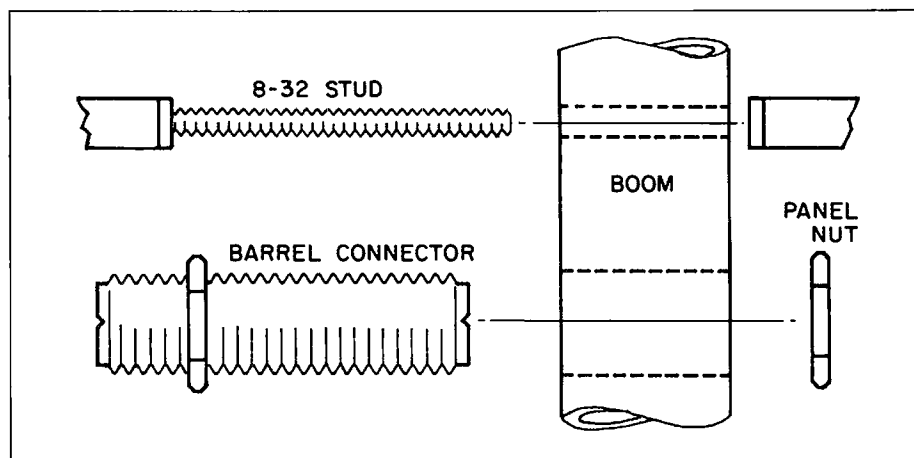 8-32 STUD
BOOM
PANEL
NUT
BARREL CONNECTOR